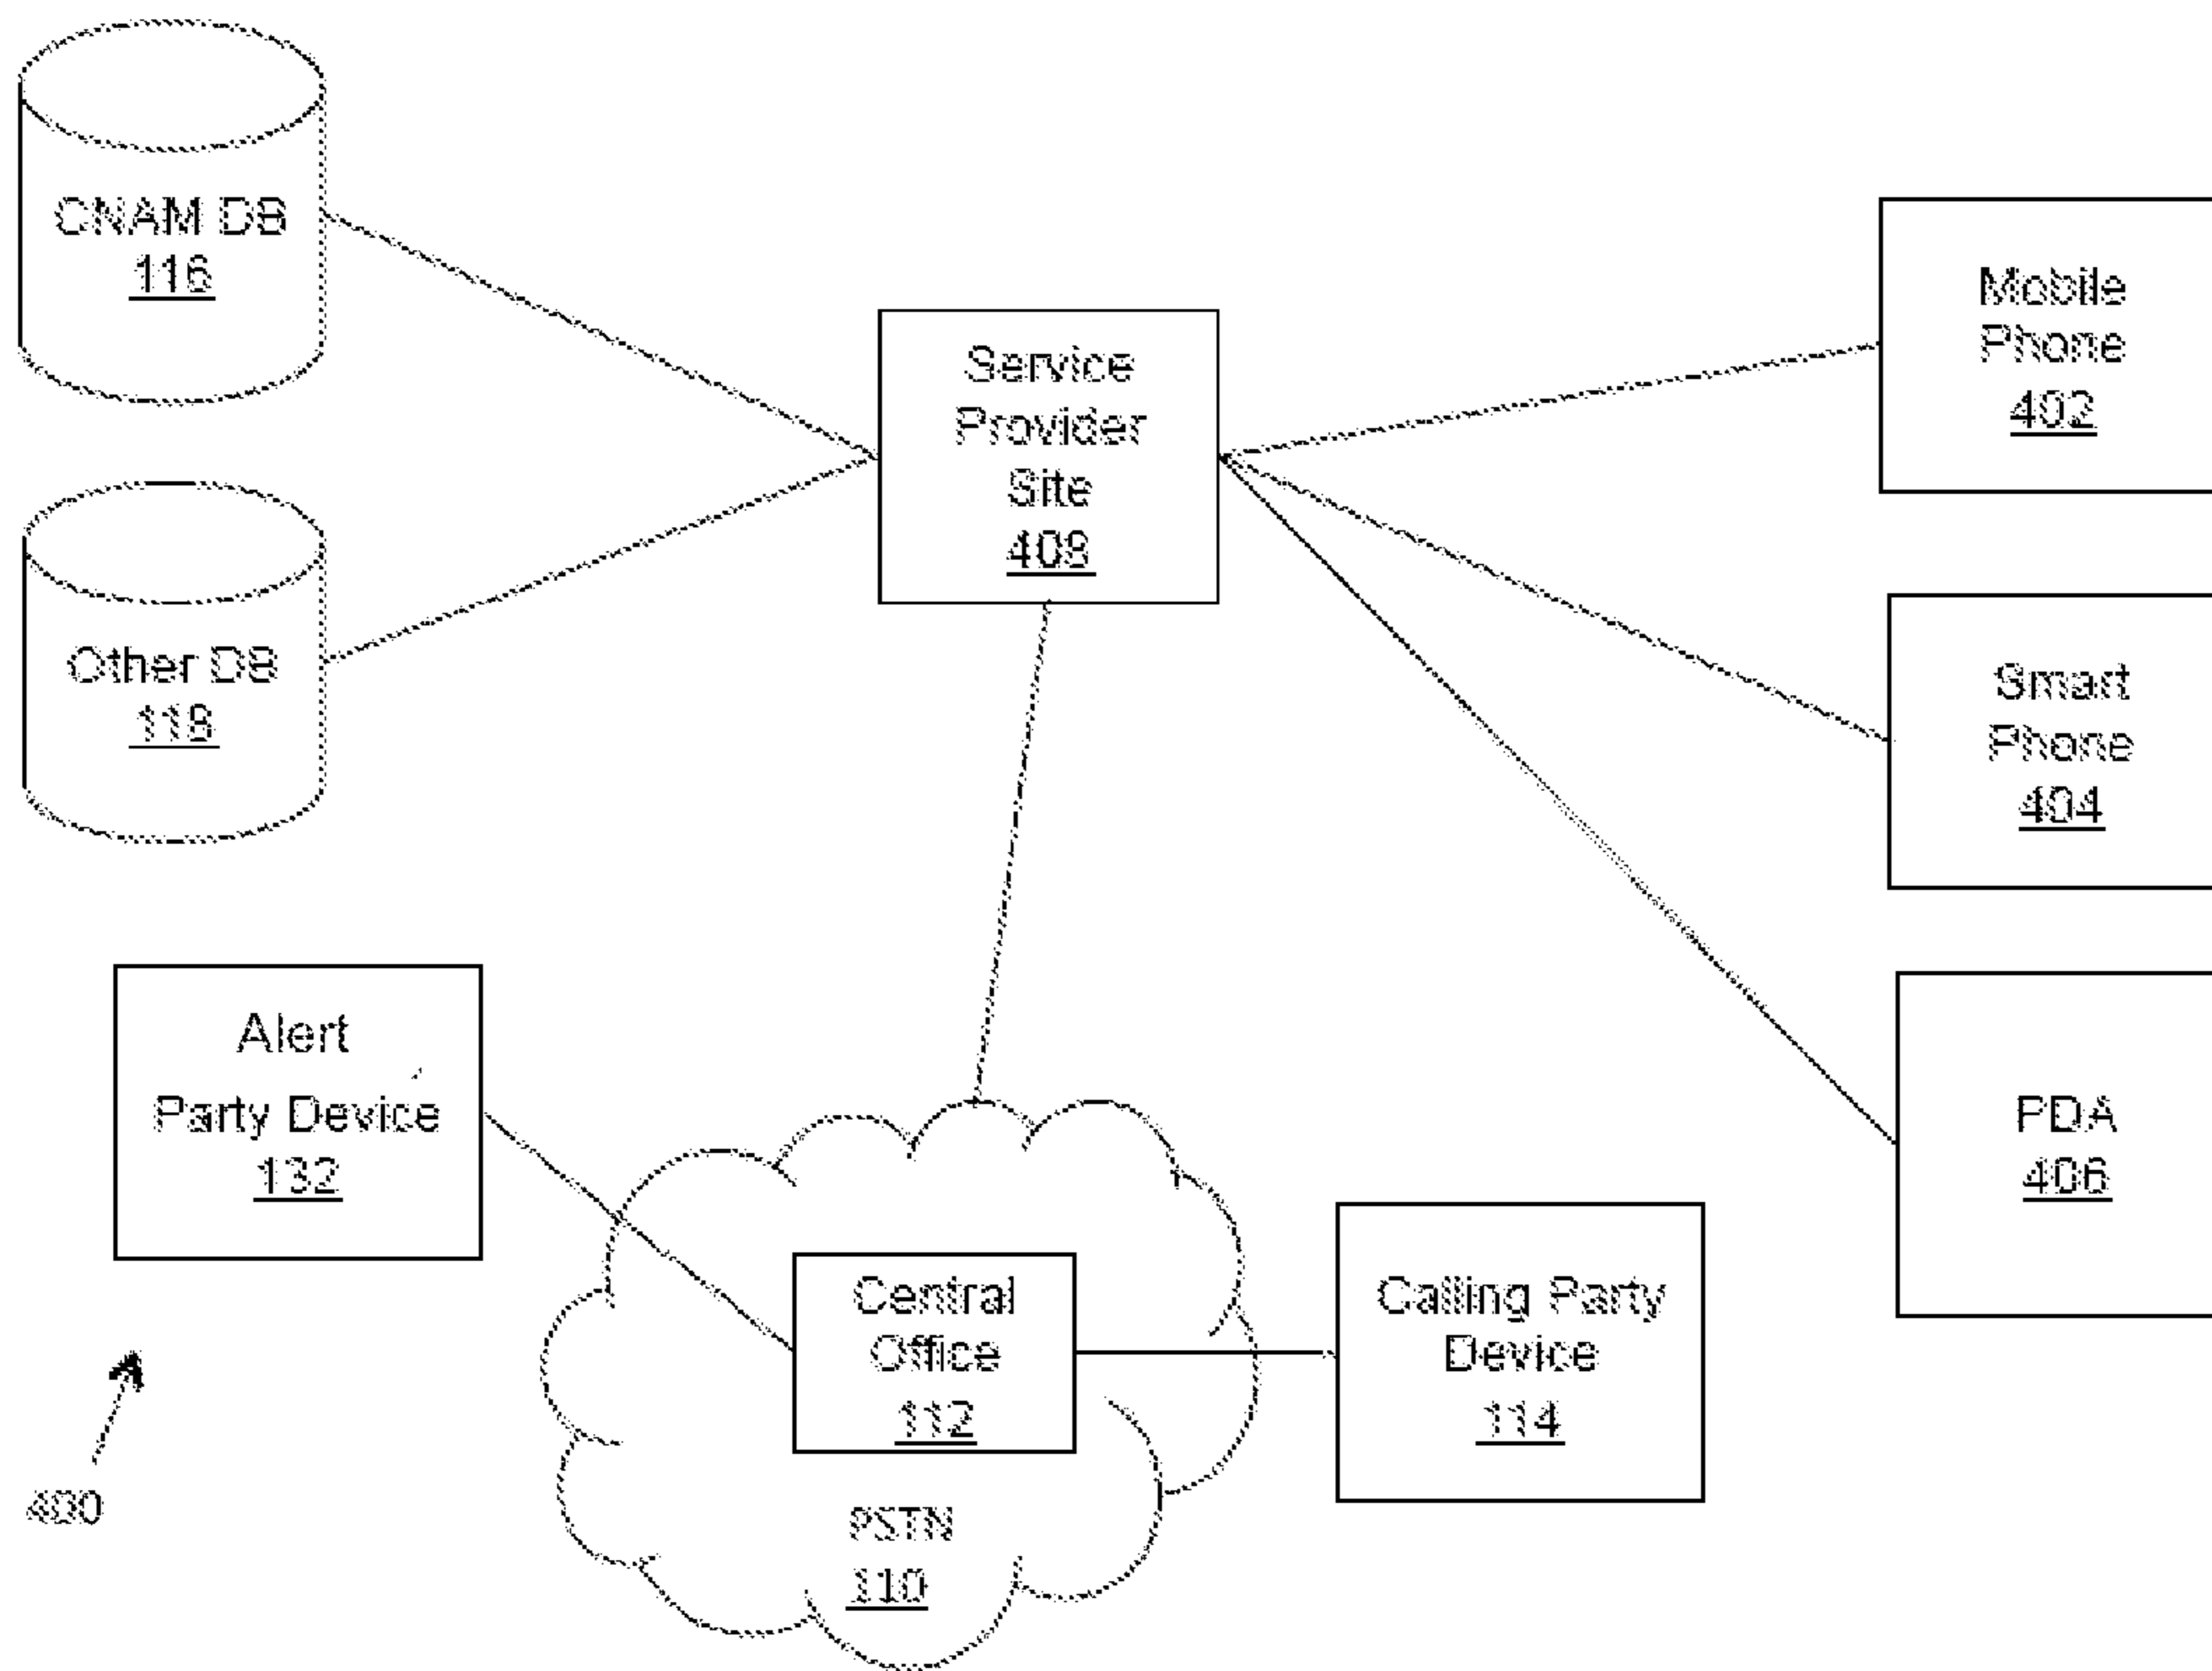 CNAM DB
116
Other DB
118
Service
Provider
Site
408
Mobile
Phone
402
Smart
Phone
404
PDA
406
Alert
Party Device
132
Central
Office
112
PSTN
110
Calling Party
Device
114
400